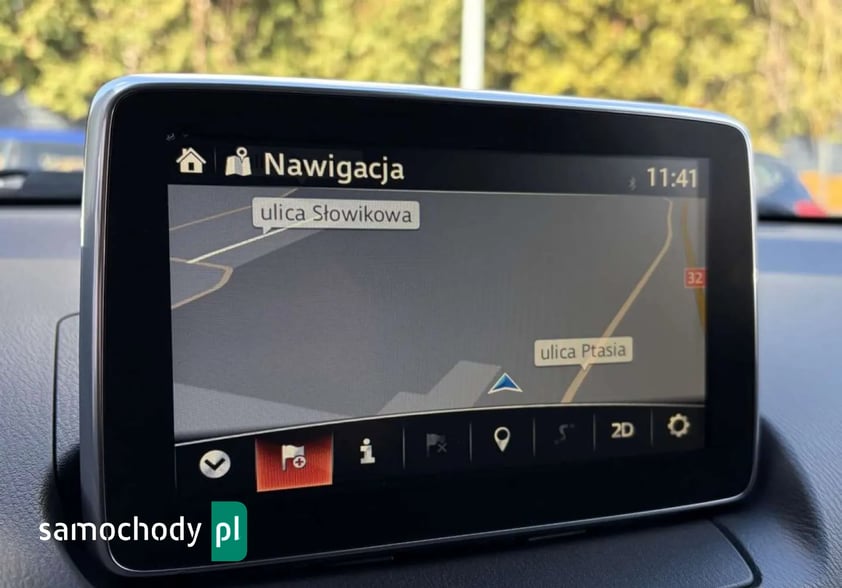 Nawigacja
11:41
ulica Słowikowa
32
ulica Ptasia
2D
samochody pl